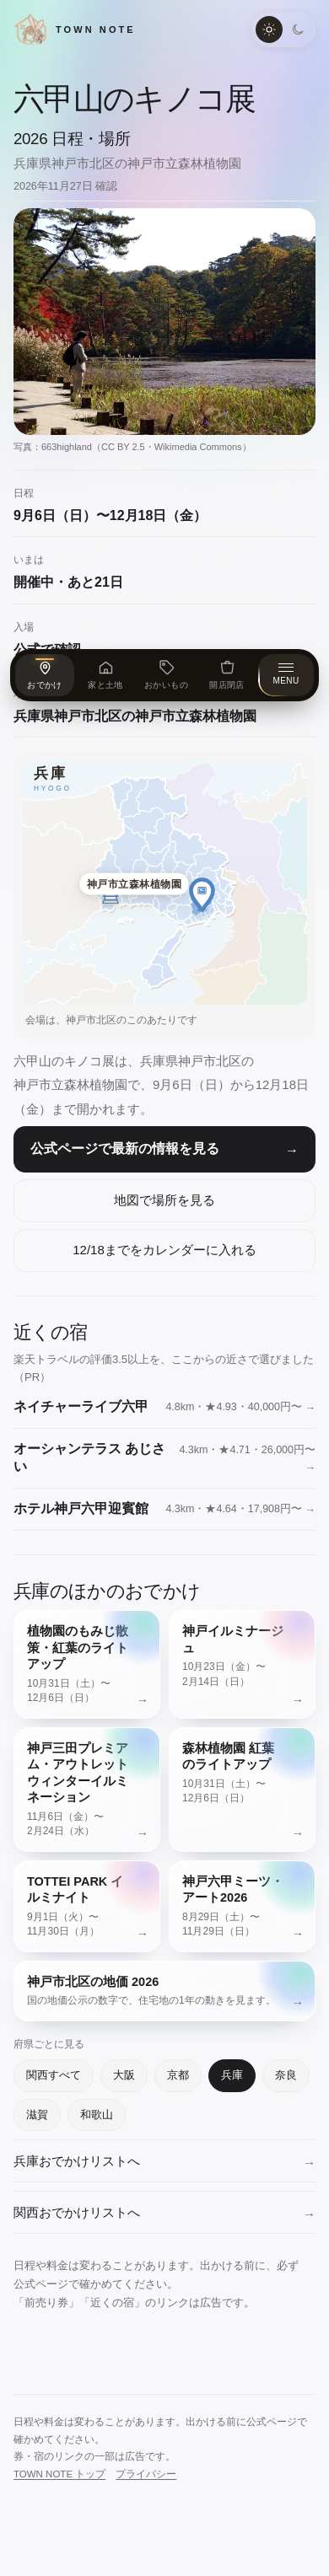 TOWN NOTE
六甲山のキノコ展
2026 日程・場所
兵庫県神戸市北区の神戸市立森林植物園
2026年11月27日 確認
写真：663highland（CC BY 2.5・Wikimedia Commons）
日程
9月6日（日）〜12月18日（金）
いまは
開催中・あと21日
入場
公式で確認
おでかけ
家と土地
おかいもの
開店閉店
MENU
兵庫県神戸市北区の神戸市立森林植物園
兵庫
HYOGO
神戸市立森林植物園
会場は、神戸市北区のこのあたりです
六甲山のキノコ展は、兵庫県神戸市北区の
神戸市立森林植物園で、9月6日（日）から12月18日
（金）まで開かれます。
公式ページで最新の情報を見る →
地図で場所を見る
12/18までをカレンダーに入れる
近くの宿
楽天トラベルの評価3.5以上を、ここからの近さで選びました
（PR）
ネイチャーライブ六甲 4.8km・★4.93・40,000円〜 →
オーシャンテラス あじさ 4.3km・★4.71・26,000円〜
い →
ホテル神戸六甲迎賓館 4.3km・★4.64・17,908円〜 →
兵庫のほかのおでかけ
植物園のもみじ散
策・紅葉のライト
アップ
10月31日（土）〜
12月6日（日） →
神戸イルミナージ
ュ
10月23日（金）〜
2月14日（日）
→
神戸三田プレミア
ム・アウトレット
ウィンターイルミ
ネーション
11月6日（金）〜
2月24日（水） →
森林植物園 紅葉
のライトアップ
10月31日（土）〜
12月6日（日）
→
TOTTEI PARK イ
ルミナイト
9月1日（火）〜
11月30日（月） →
神戸六甲ミーツ・
アート2026
8月29日（土）〜
11月29日（日） →
神戸市北区の地価 2026
国の地価公示の数字で、住宅地の1年の動きを見ます。 →
府県ごとに見る
関西すべて 大阪 京都 兵庫 奈良
滋賀 和歌山
兵庫おでかけリストへ →
関西おでかけリストへ →
日程や料金は変わることがあります。出かける前に、必ず
公式ページで確かめてください。
「前売り券」「近くの宿」のリンクは広告です。
日程や料金は変わることがあります。出かける前に公式ページで
確かめてください。
券・宿のリンクの一部は広告です。
TOWN NOTE トップ プライバシー